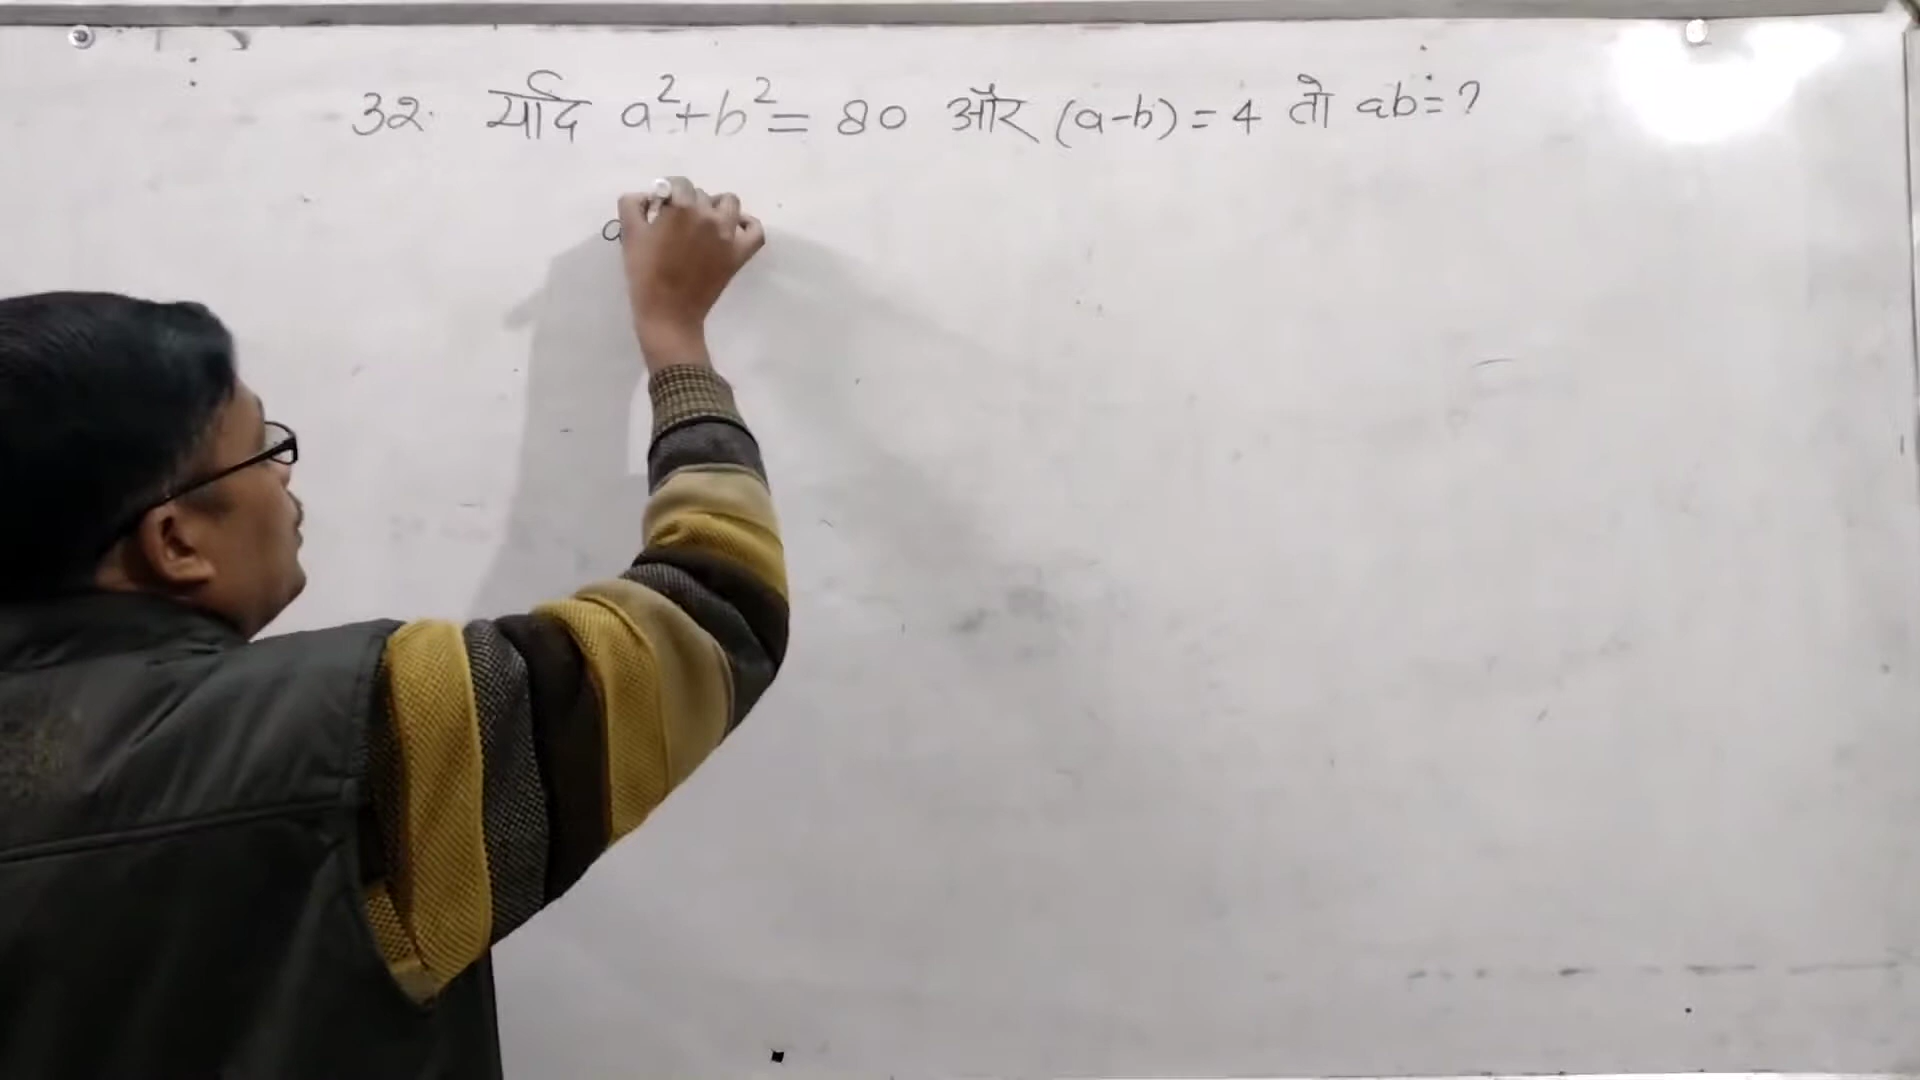 32. यदि a²+b²= 80 और (a-b) = 4 तो ab = ?
a